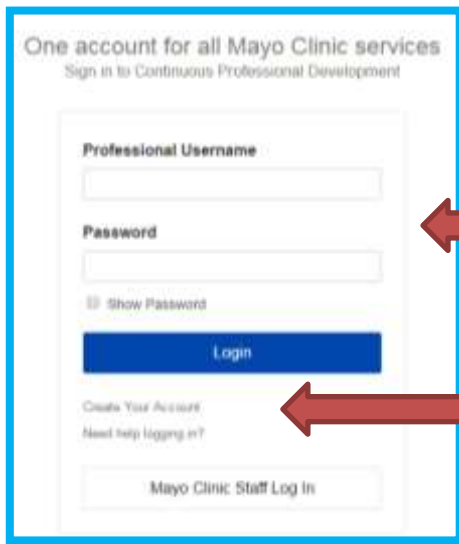 One account for all Mayo Clinic services
Sign in to Continuous Professional Development
Professional Username
Password
Show Password
Login
Create Your Account
Need help logging in?
Mayo Clinic Staff Log In